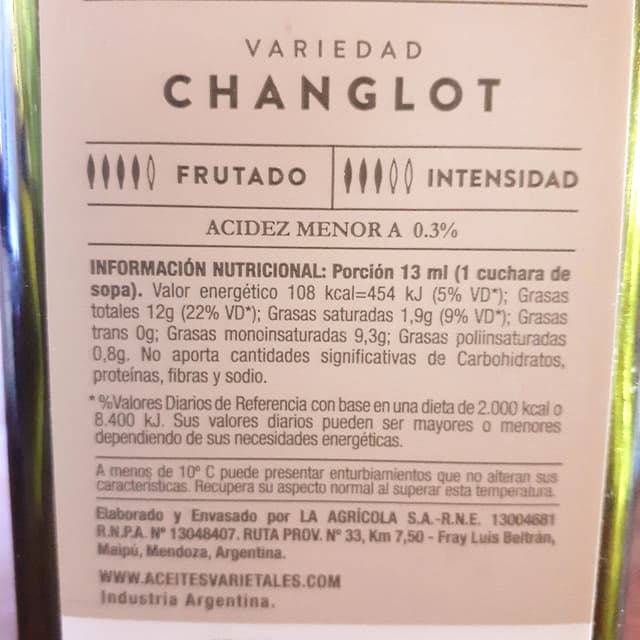 VARIEDAD
CHANGLOT
FRUTADO
INTENSIDAD
ACIDEZ MENOR A 0.3%
INFORMACIÓN NUTRICIONAL: Porción 13 ml (1 cuchara de
sopa). Valor energético 108 kcal=454 kJ (5% VD*); Grasas
totales 12g (22% VD*); Grasas saturadas 1,9g (9% VD*); Grasas
trans 0g; Grasas monoinsaturadas 9,3g; Grasas poliinsaturadas
0,8g. No aporta cantidades significativas de Carbohidratos,
proteínas, fibras y sodio.
* %Valores Diarios de Referencia con base en una dieta de 2.000 kcal o
8.400 kJ. Sus valores diarios pueden ser mayores o menores
dependiendo de sus necesidades energéticas.
A menos de 10º C puede presentar enturbiamientos que no alteran sus
características. Recupera su aspecto normal al superar esta temperatura.
Elaborado y Envasado por LA AGRÍCOLA S.A.-R.N.E. 13004681
R.N.P.A. Nº 13048407. RUTA PROV. Nº 33, Km 7,50 - Fray Luis Beltrán,
Maipú, Mendoza, Argentina.
WWW.ACEITESVARIETALES.COM
Industria Argentina.